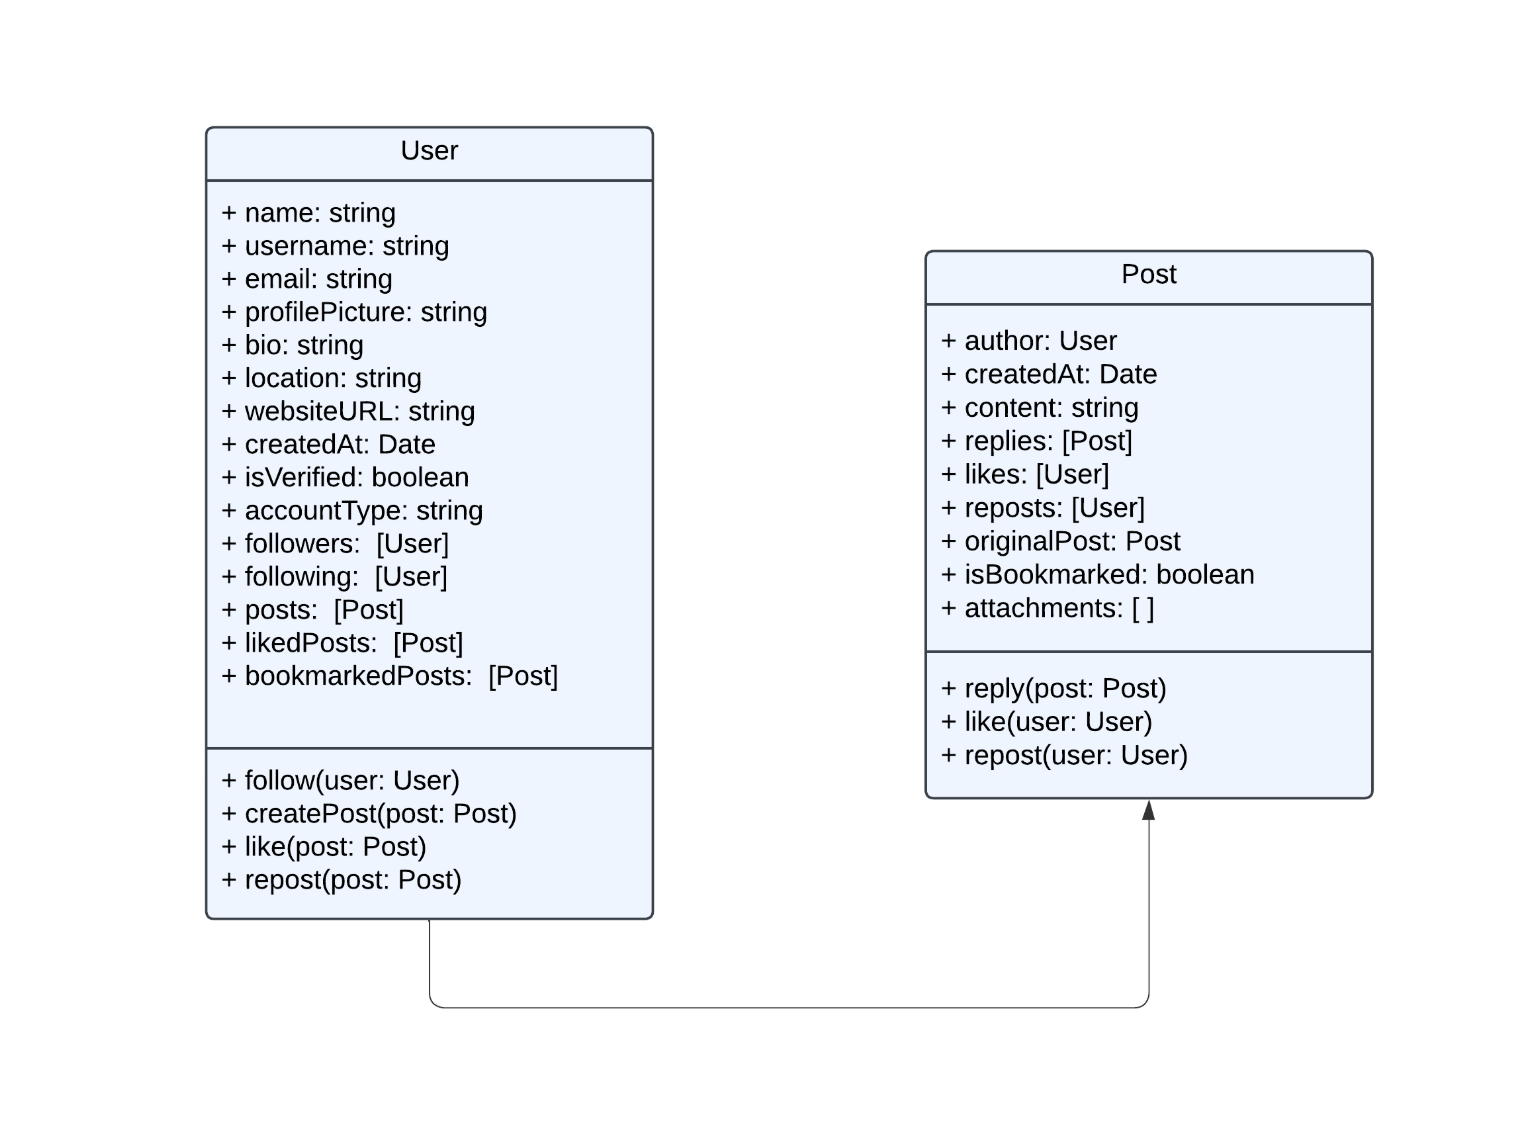 User
+ name: string
+ username: string
+ email: string
+ profilePicture: string
+ bio: string
+ location: string
+ websiteURL: string
+ createdAt: Date
+ isVerified: boolean
+ accountType: string
+ followers:  [User]
+ following:  [User]
+ posts:  [Post]
+ likedPosts:  [Post]
+ bookmarkedPosts:  [Post]
+ follow(user: User)
+ createPost(post: Post)
+ like(post: Post)
+ repost(post: Post)
Post
+ author: User
+ createdAt: Date
+ content: string
+ replies: [Post]
+ likes: [User]
+ reposts: [User]
+ originalPost: Post
+ isBookmarked: boolean
+ attachments: [ ]
+ reply(post: Post)
+ like(user: User)
+ repost(user: User)